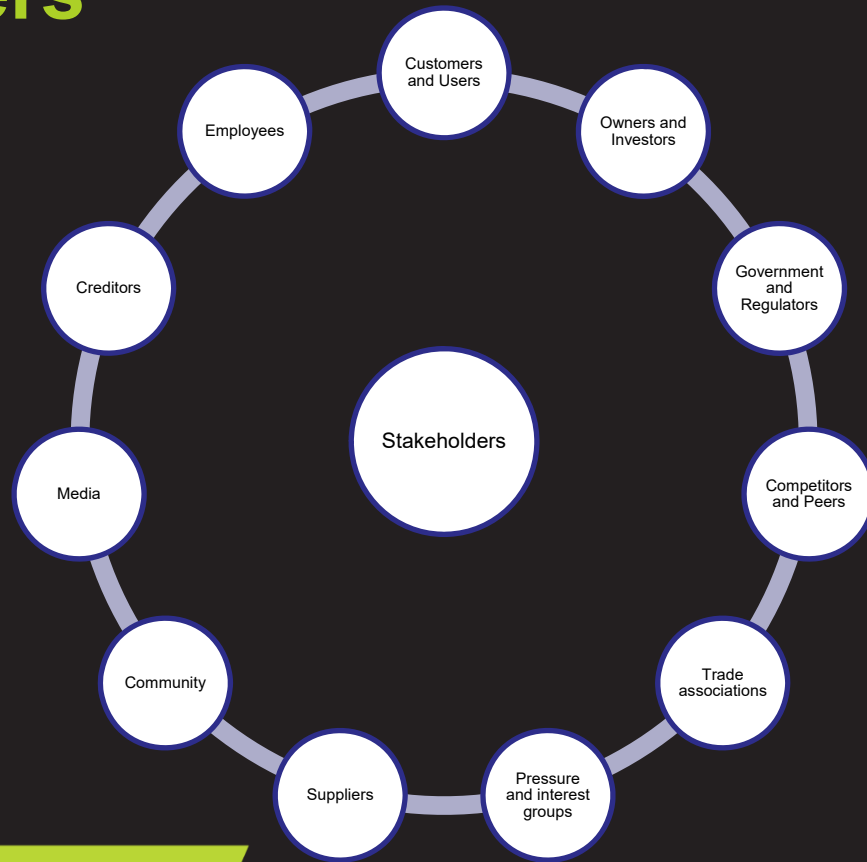 ers
Customers
and Users
Owners and
Investors
Government
and
Regulators
Competitors
and Peers
Trade
associations
Pressure
and interest
groups
Suppliers
Community
Media
Creditors
Employees
Stakeholders